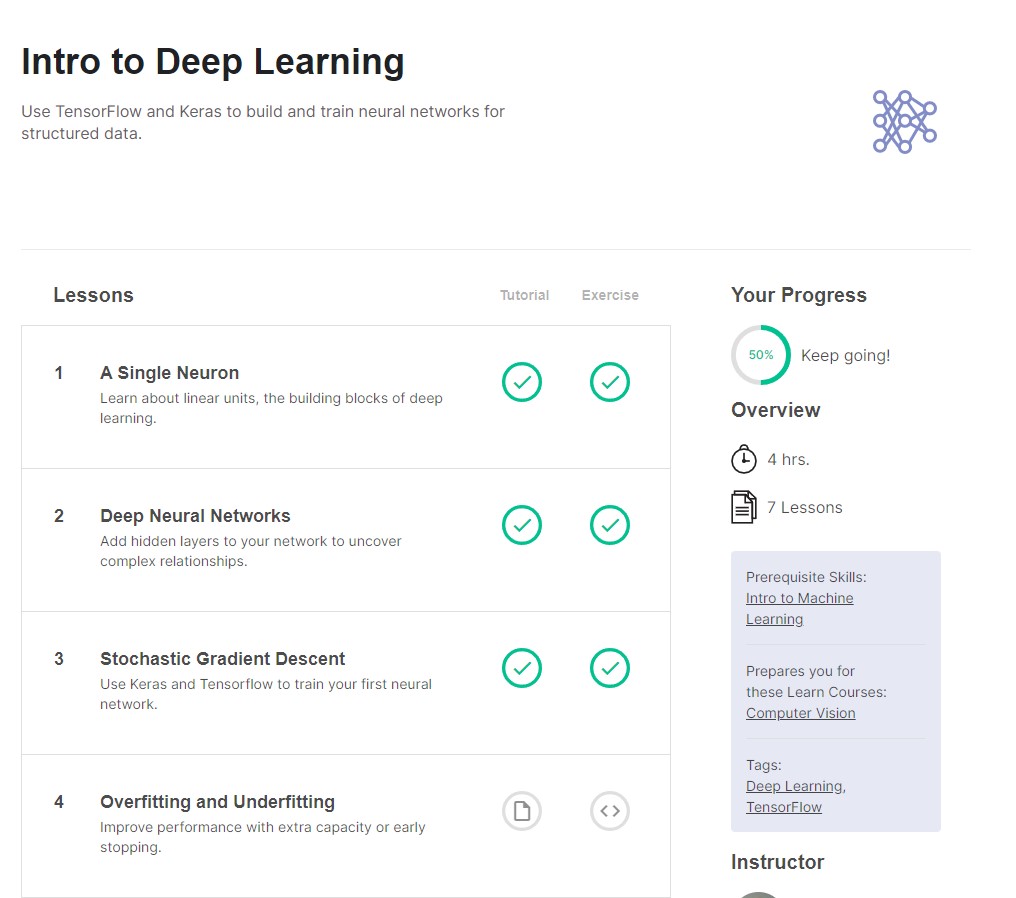 Intro to Deep Learning
Use TensorFlow and Keras to build and train neural networks for
structured data.
Lessons
Tutorial
Exercise
1
A Single Neuron
Learn about linear units, the building blocks of deep
learning.
2
Deep Neural Networks
Add hidden layers to your network to uncover
complex relationships.
3
Stochastic Gradient Descent
Use Keras and Tensorflow to train your first neural
network.
4
Overfitting and Underfitting
Improve performance with extra capacity or early
stopping.
Your Progress
50%
Keep going!
Overview
4 hrs.
7 Lessons
Prerequisite Skills:
Intro to Machine
Learning
Prepares you for
these Learn Courses:
Computer Vision
Tags:
Deep Learning,
TensorFlow
Instructor